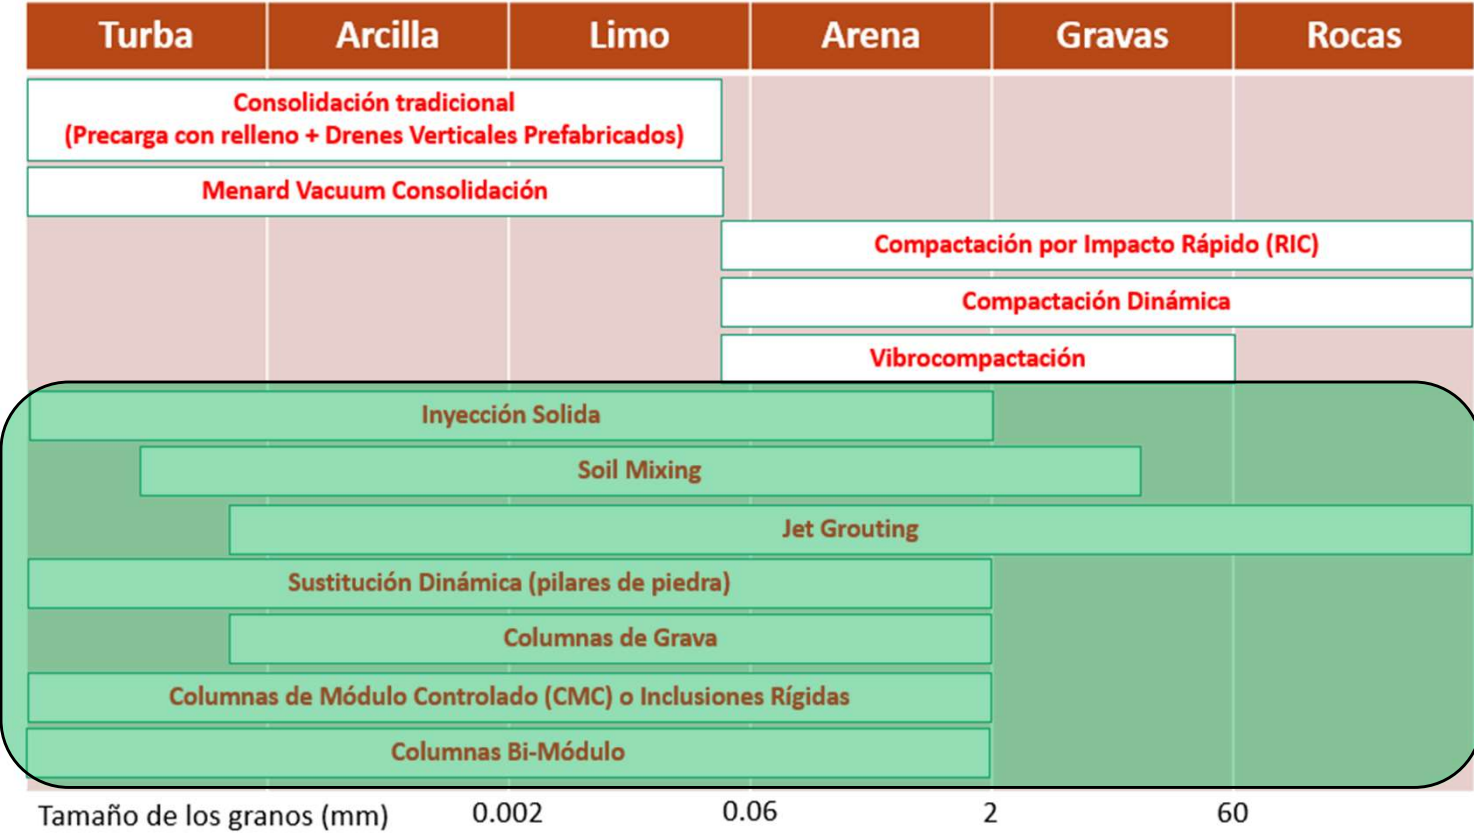 Turba Arcilla Limo Arena Gravas Rocas
Consolidación tradicional
(Precarga con relleno + Drenes Verticales Prefabricados)
Menard Vacuum Consolidación
Compactación por Impacto Rápido (RIC)
Compactación Dinámica
Vibrocompactación
Inyección Solida
Soil Mixing
Jet Grouting
Sustitución Dinámica (pilares de piedra)
Columnas de Grava
Columnas de Módulo Controlado (CMC) o Inclusiones Rígidas
Columnas Bi-Módulo
Tamaño de los granos (mm) 0.002 0.06 2 60